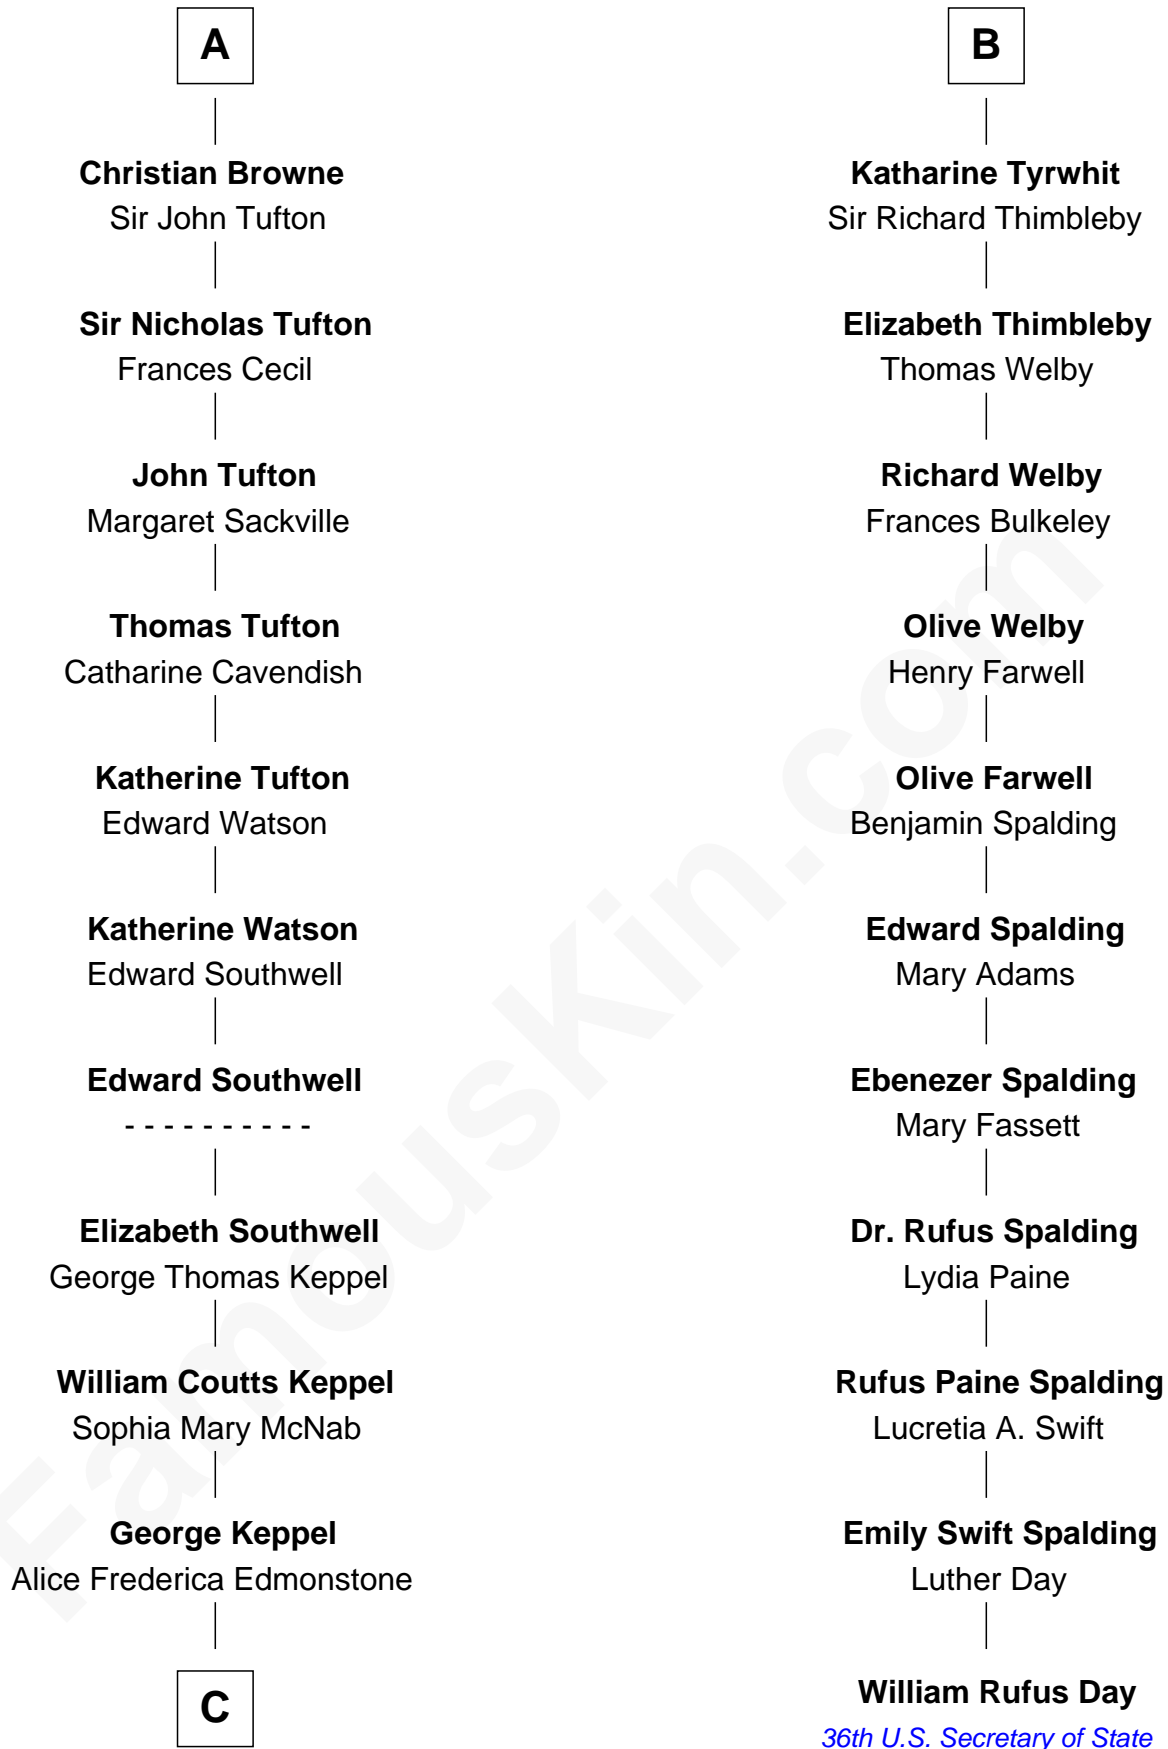 A
Christian Browne
Sir John Tufton
Sir Nicholas Tufton
Frances Cecil
John Tufton
Margaret Sackville
Thomas Tufton
Catharine Cavendish
Katherine Tufton
Edward Watson
Katherine Watson
Edward Southwell
Edward Southwell
- - - - - - - - - -
Elizabeth Southwell
George Thomas Keppel
William Coutts Keppel
Sophia Mary McNab
George Keppel
Alice Frederica Edmonstone
C
B
Katharine Tyrwhit
Sir Richard Thimbleby
Elizabeth Thimbleby
Thomas Welby
Richard Welby
Frances Bulkeley
Olive Welby
Henry Farwell
Olive Farwell
Benjamin Spalding
Edward Spalding
Mary Adams
Ebenezer Spalding
Mary Fassett
Dr. Rufus Spalding
Lydia Paine
Rufus Paine Spalding
Lucretia A. Swift
Emily Swift Spalding
Luther Day
William Rufus Day
36th U.S. Secretary of State
FamousKin.com